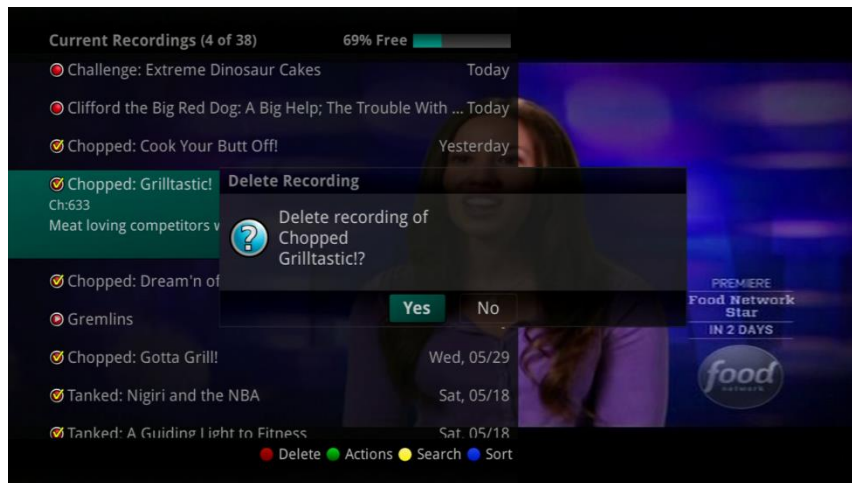 Current Recordings (4 of 38) 69% Free
Challenge: Extreme Dinosaur Cakes Today
Clifford the Big Red Dog: A Big Help; The Trouble With ... Today
Chopped: Cook Your Butt Off! Yesterday
Chopped: Grilltastic!
Ch:633
Meat loving competitors
Delete Recording
Delete recording of
Chopped
Grilltastic!?
Yes No
Chopped: Dream'n of
Gremlins
Chopped: Gotta Grill! Wed, 05/29
Tanked: Nigiri and the NBA Sat, 05/18
Tanked: A Guiding Light to Fitness Sat, 05/18
Delete Actions Search Sort
PREMIERE
Food Network
Star
IN 2 DAYS
food
network